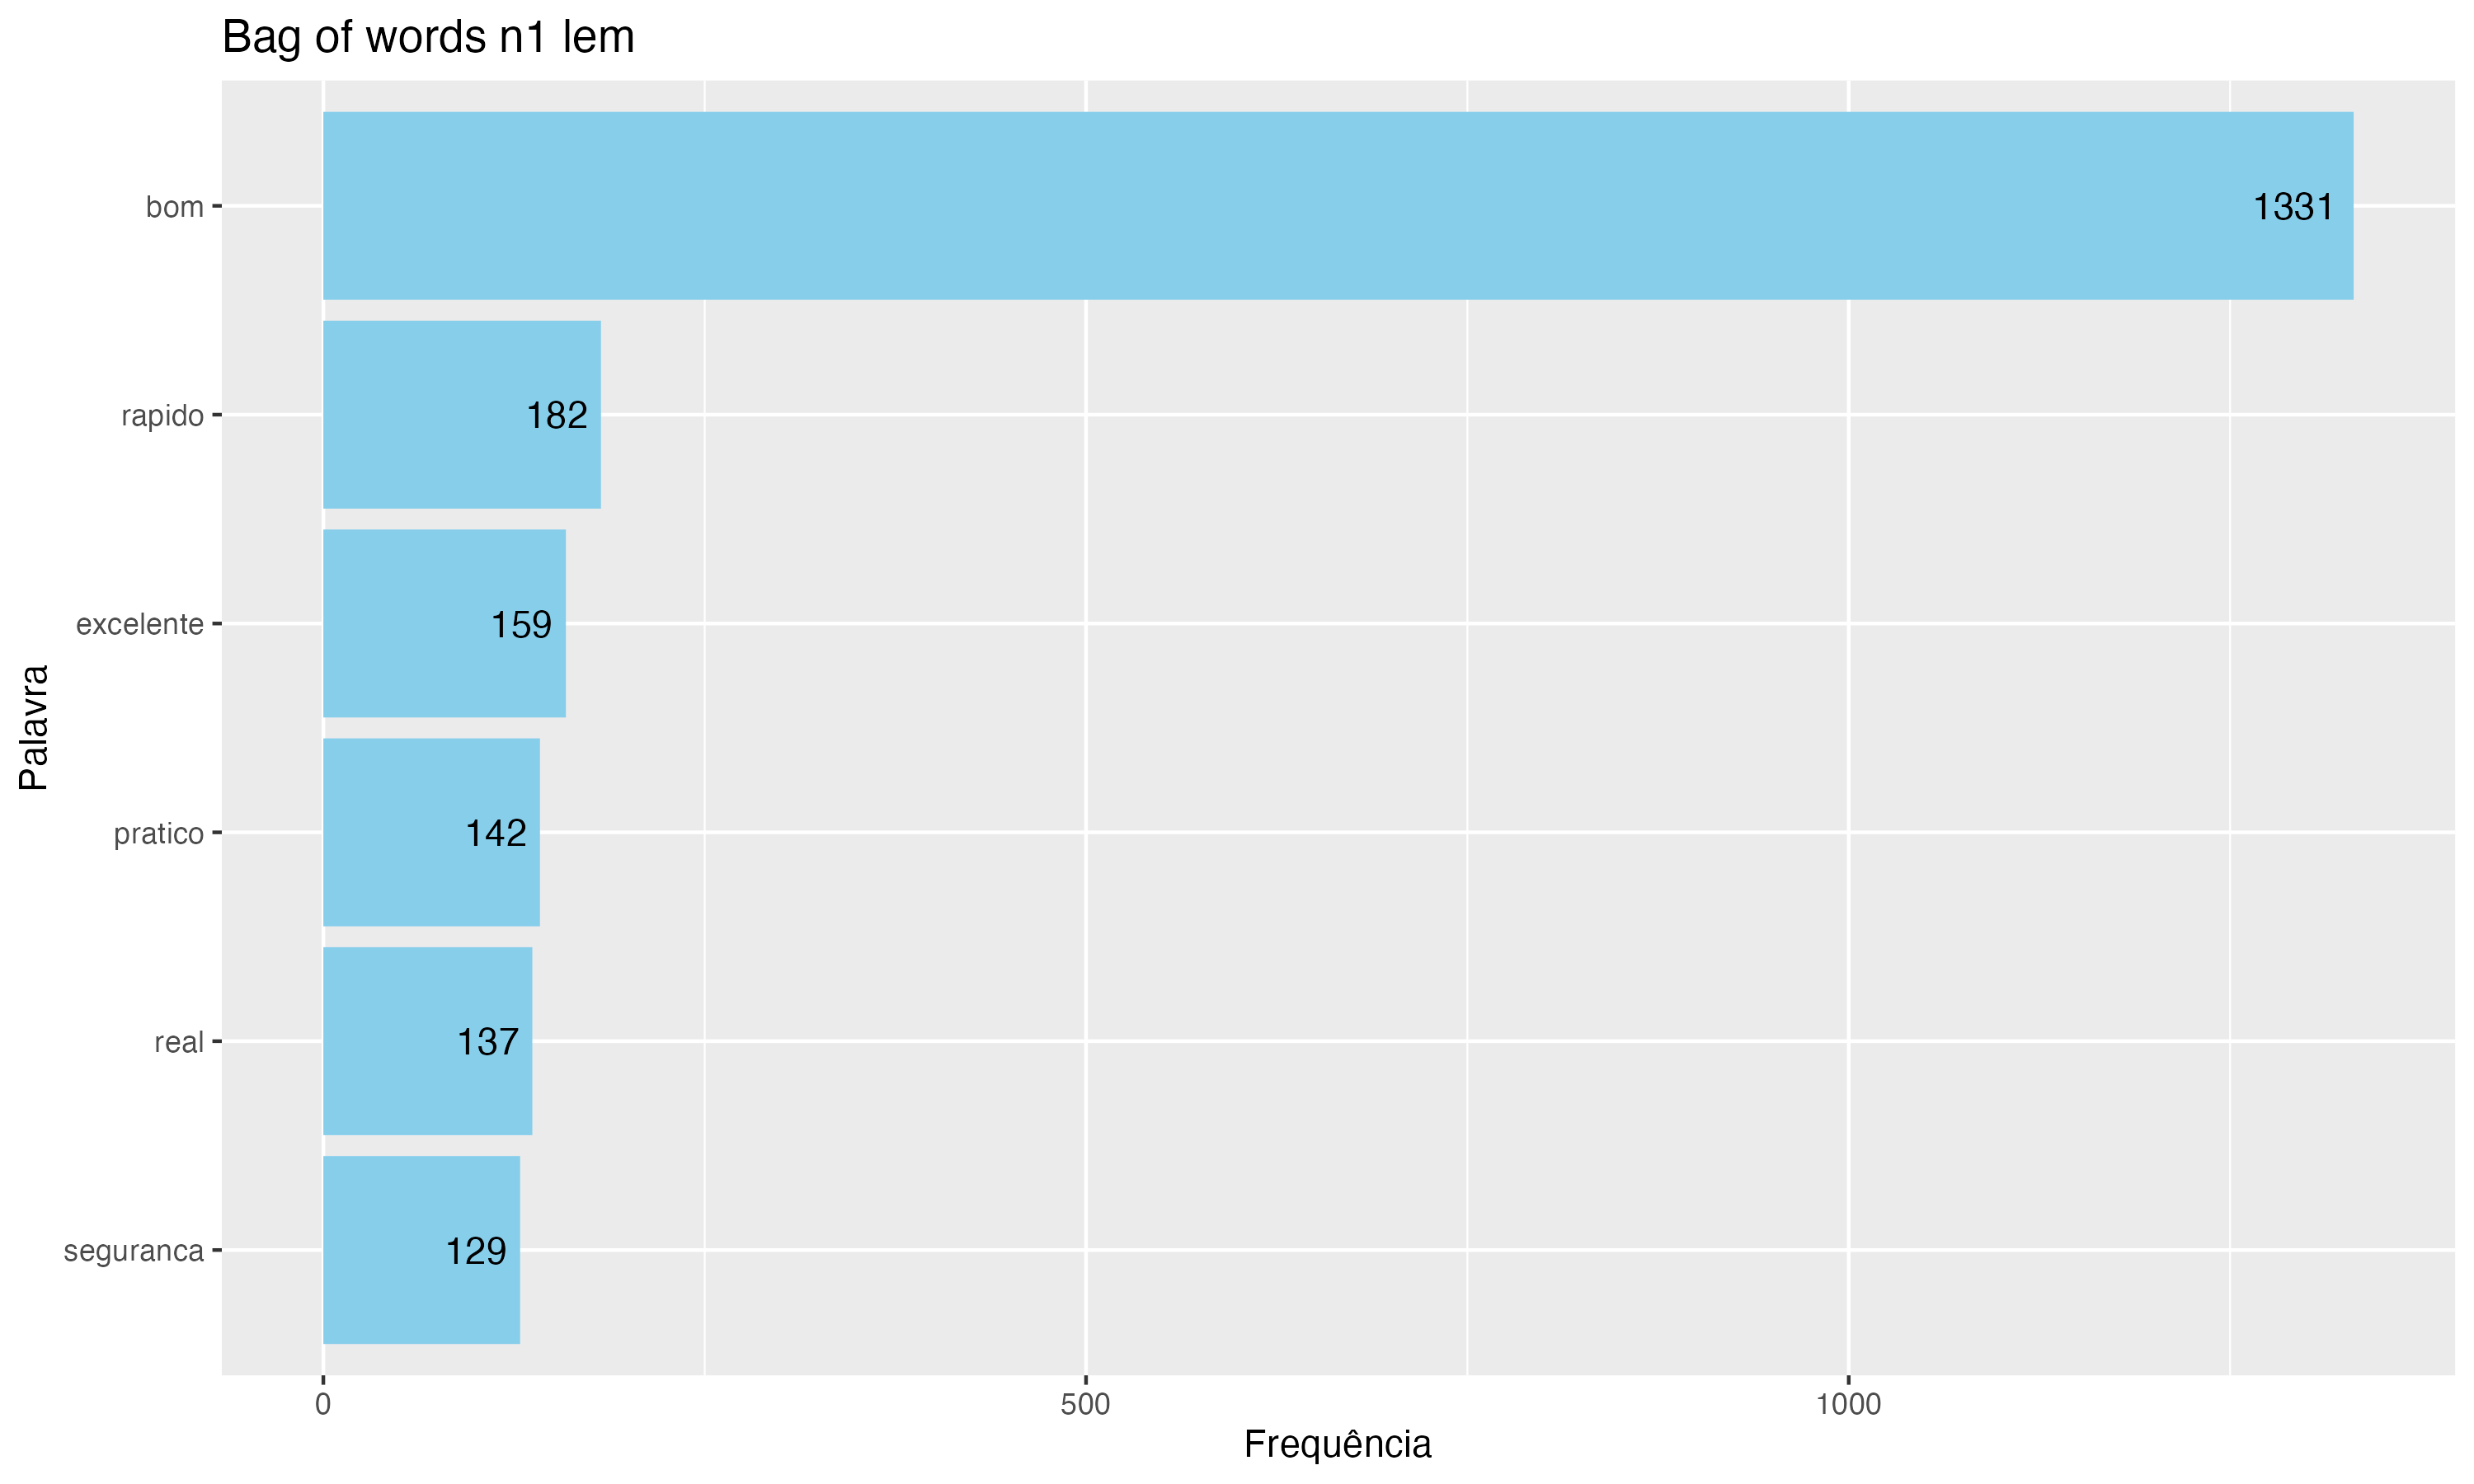 Bag of words n1 lem
Palavra
bom 1331
rapido 182
excelente 159
pratico 142
real 137
seguranca 129
0 500 1000
Frequência